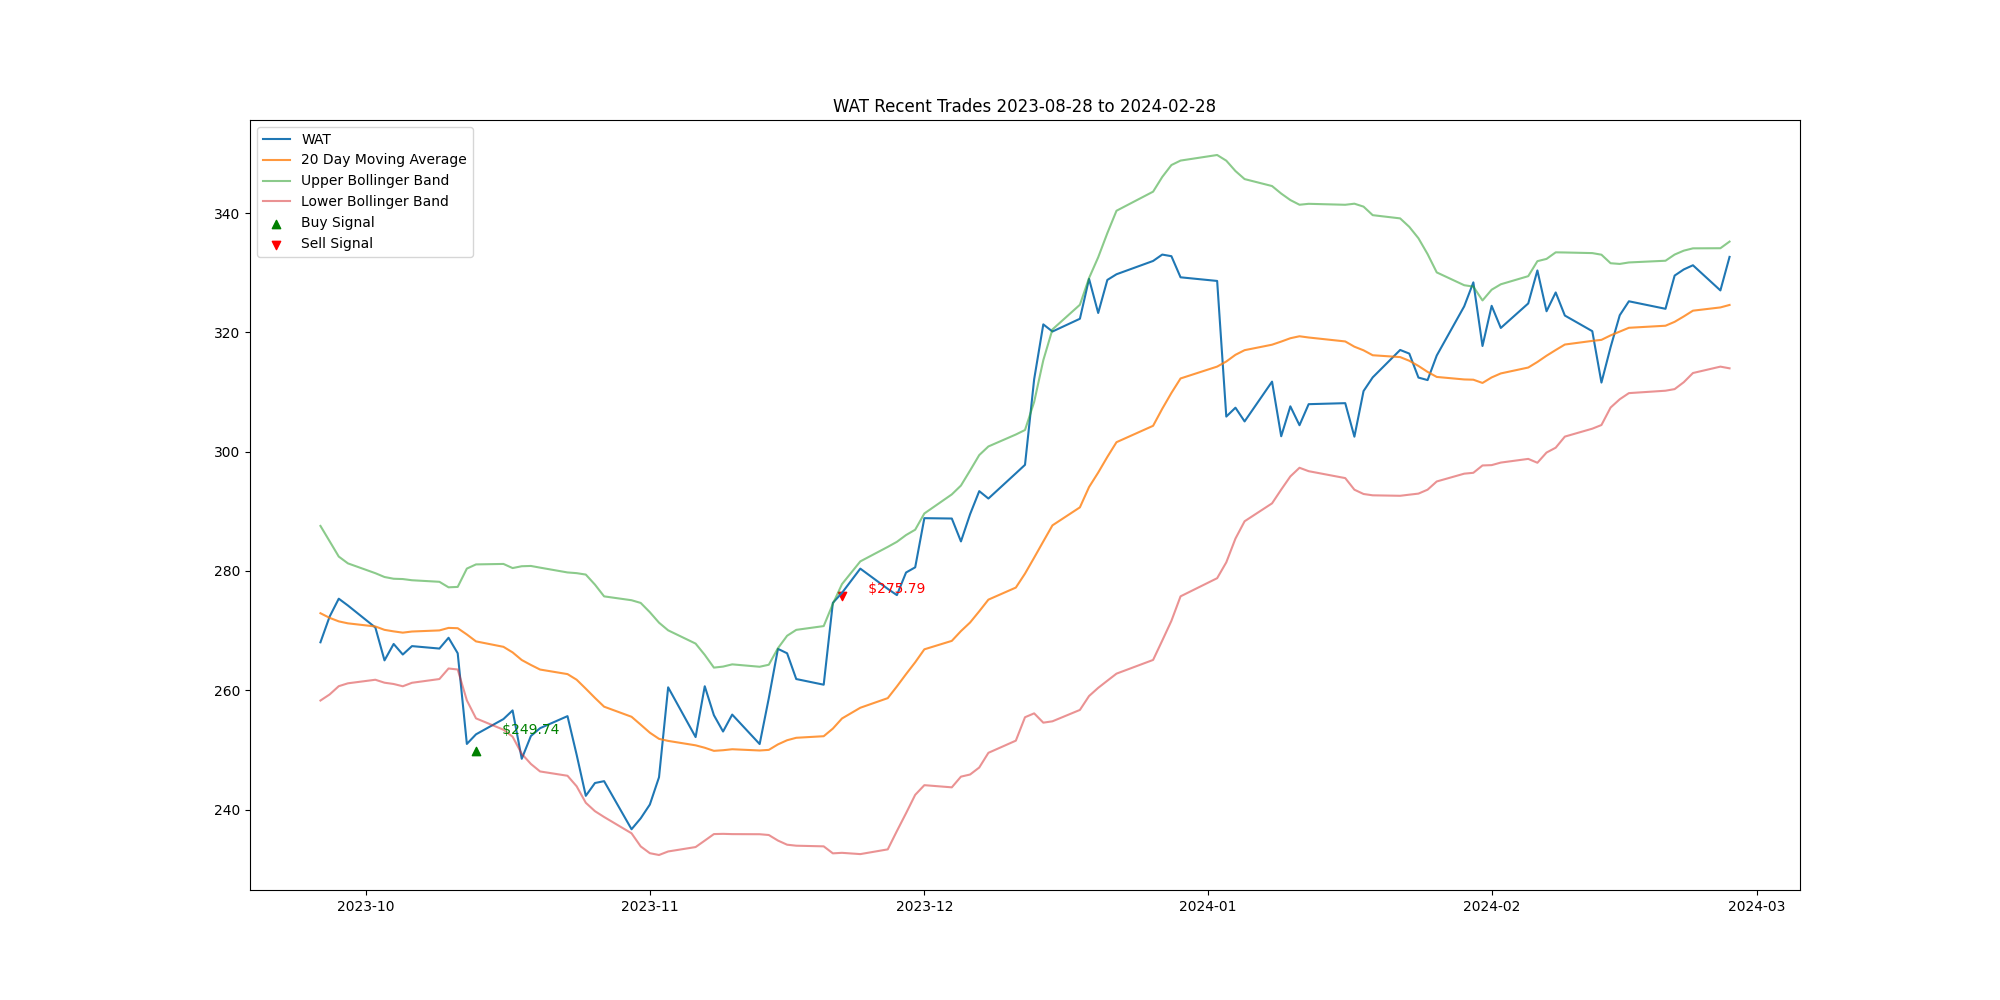 WAT Recent Trades 2023-08-28 to 2024-02-28
WAT
20 Day Moving Average
Upper Bollinger Band
Lower Bollinger Band
Buy Signal
Sell Signal
340
320
300
280
260
240
$275.79
$249.74
2023-10 2023-11 2023-12 2024-01 2024-02 2024-03